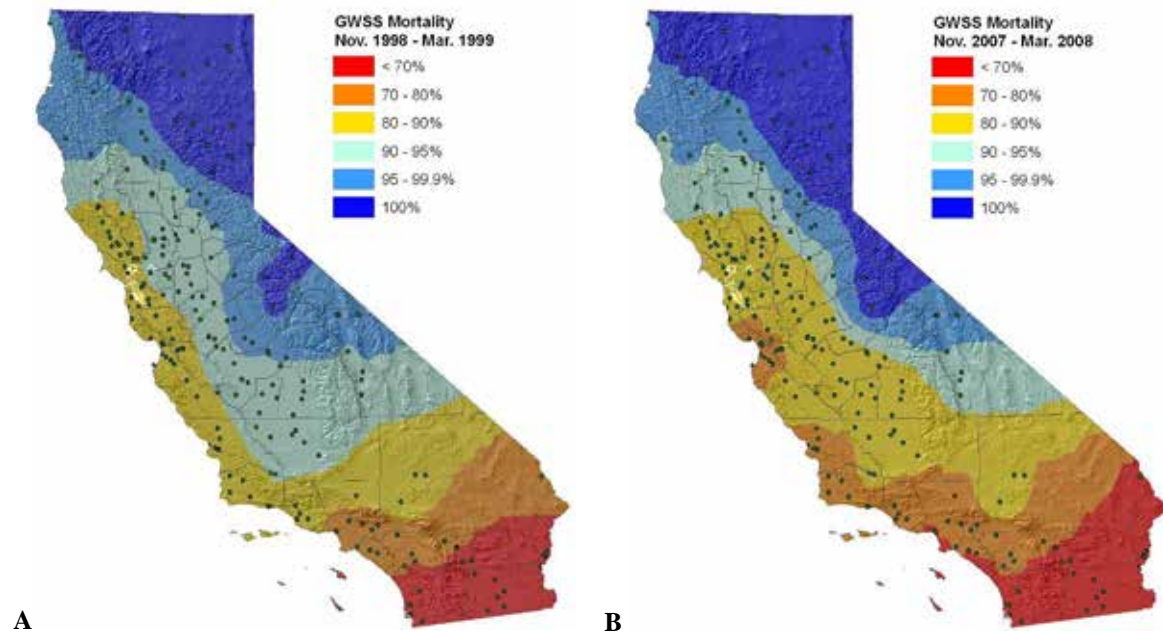 GWSS Mortality
Nov. 1998 - Mar. 1999
< 70%
70 - 80%
80 - 90%
90 - 95%
95 - 99.9%
100%
A
GWSS Mortality
Nov. 2007 - Mar. 2008
< 70%
70 - 80%
80 - 90%
90 - 95%
95 - 99.9%
100%
B